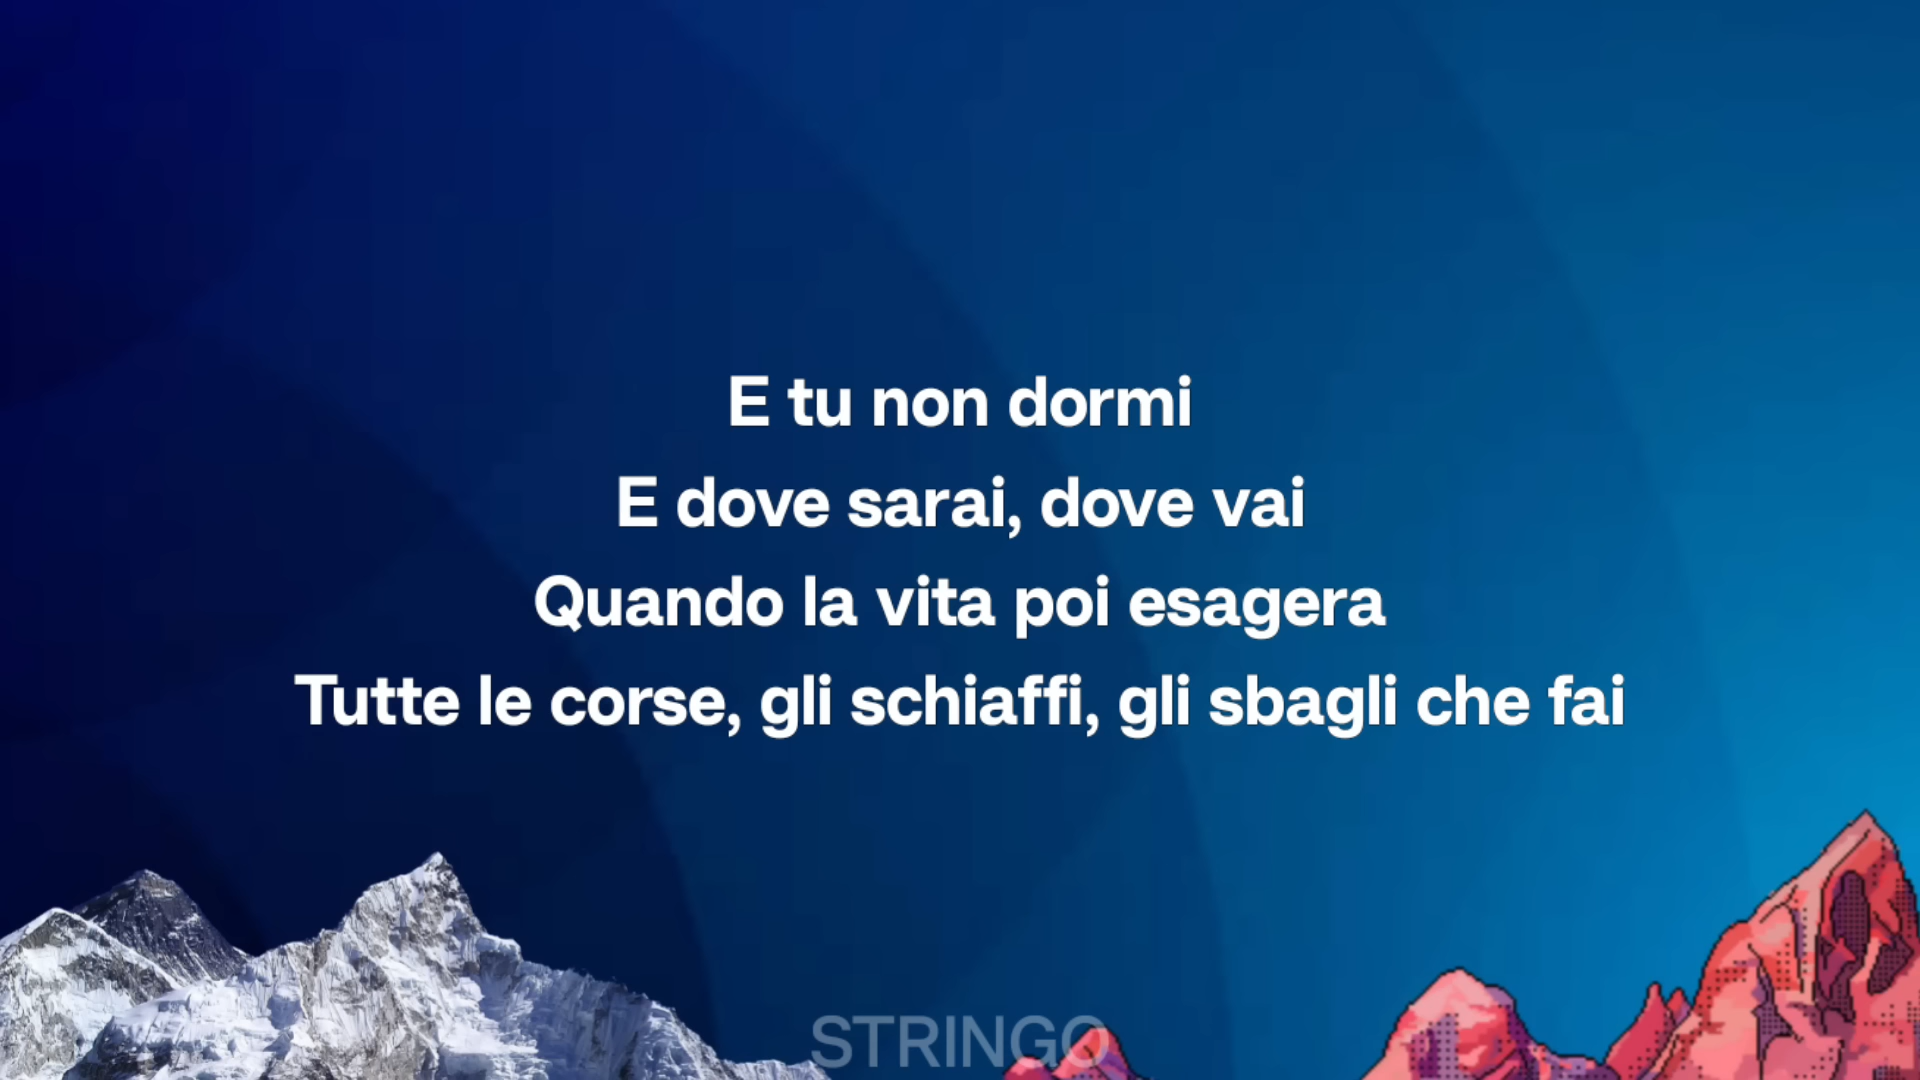 E tu non dormi
E dove sarai, dove vai
Quando la vita poi esagera
Tutte le corse, gli schiaffi, gli sbagli che fai
STRINGO